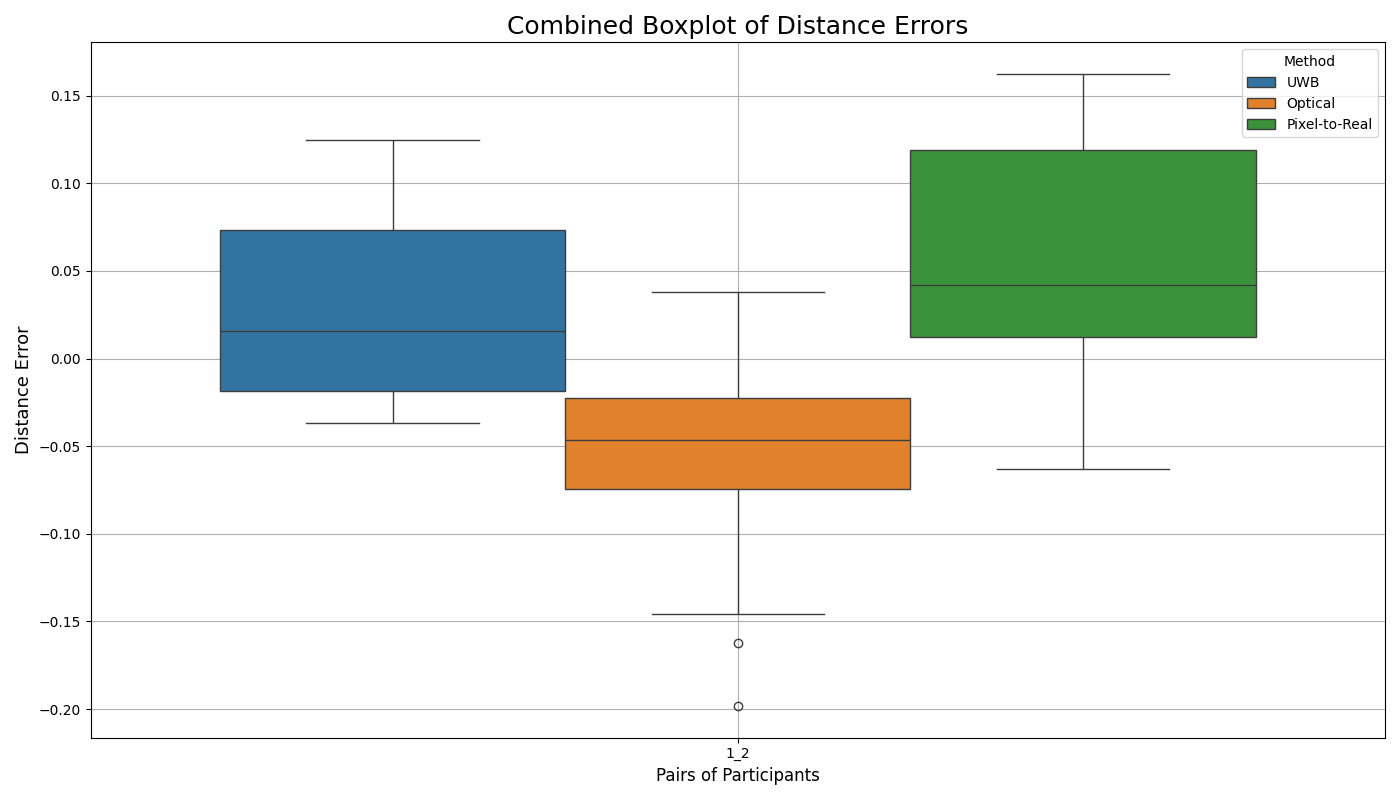 Combined Boxplot of Distance Errors
Method
UWB
Optical
Pixel-to-Real
0.15
0.10
0.05
0.00
−0.05
−0.10
−0.15
−0.20
Distance Error
1_2
Pairs of Participants